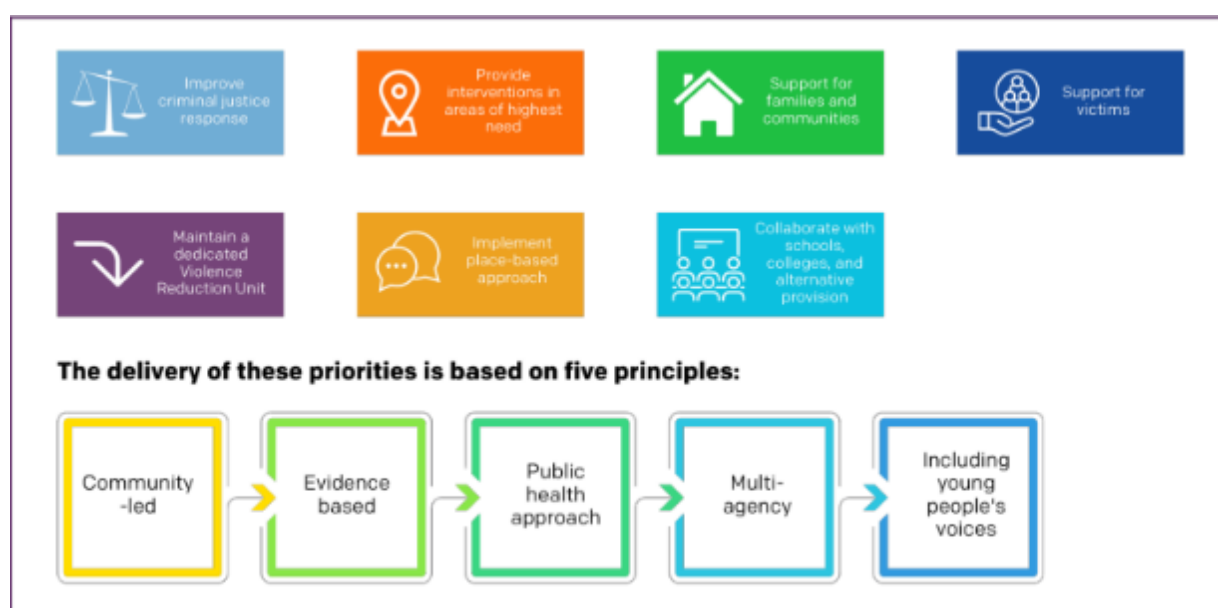 Improve
criminal justice
response
Provide
interventions in
areas of highest
need
Support for
families and
communities
Support for
victims
Maintain a
dedicated
Violence
Reduction Unit
Implement
place-based
approach
Collaborate with
schools,
colleges, and
alternative
provision
The delivery of these priorities is based on five principles:
Community
-led
Evidence
based
Public
health
approach
Multi-
agency
Including
young
people's
voices